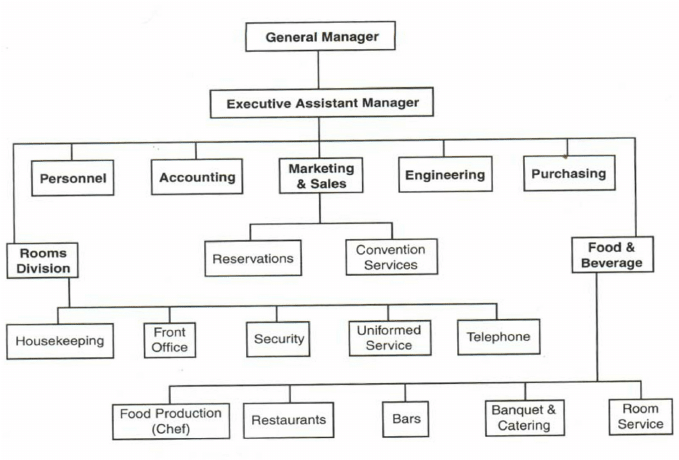 General Manager
Executive Assistant Manager
Personnel
Accounting
Marketing
& Sales
Engineering
Purchasing
Rooms
Division
Reservations
Convention
Services
Food &
Beverage
Housekeeping
Front
Office
Security
Uniformed
Service
Telephone
Food Production
(Chef)
Restaurants
Bars
Banquet &
Catering
Room
Service